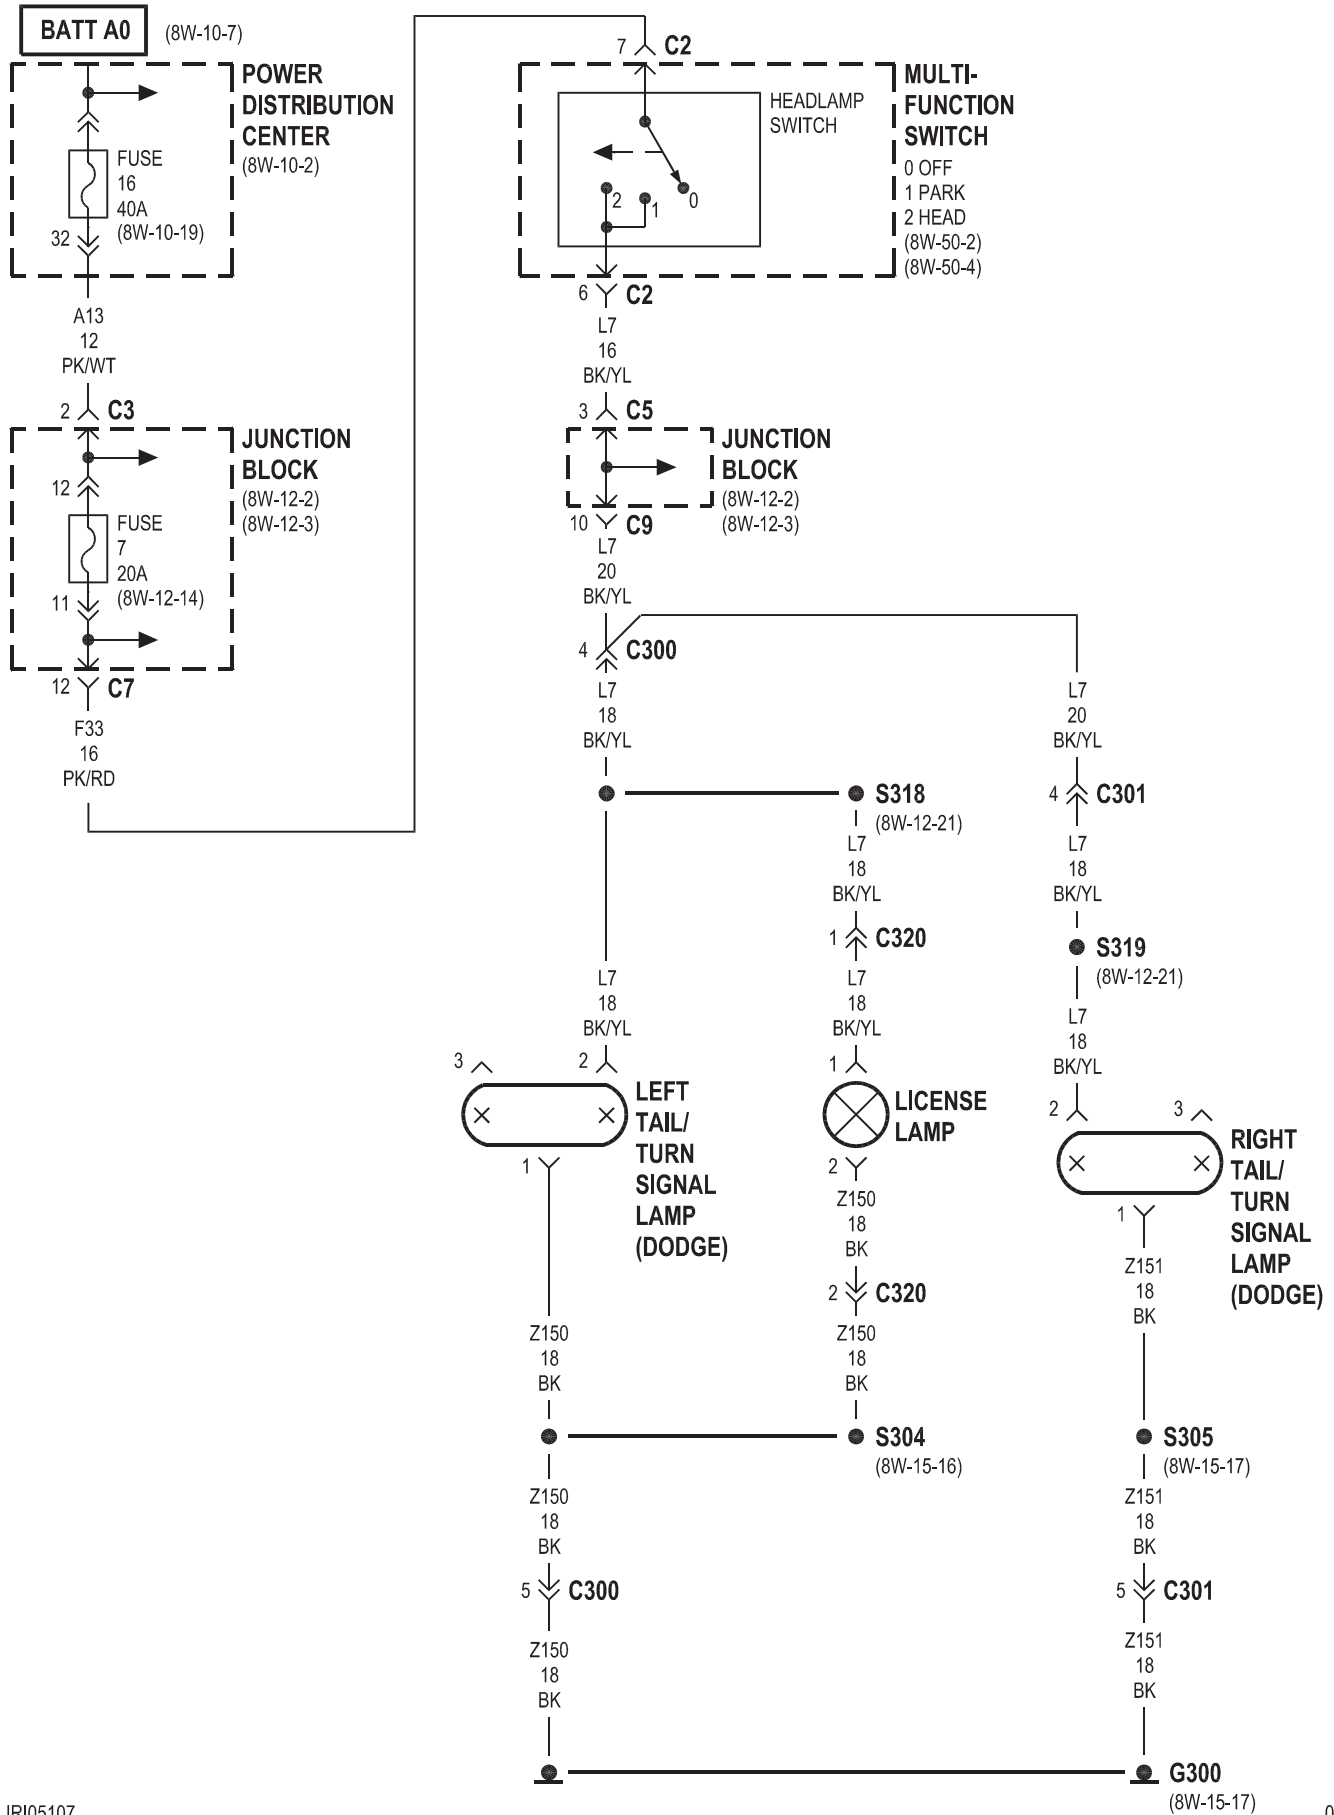 BATT A0 (8W-10-7)
POWER
DISTRIBUTION
CENTER
(8W-10-2)
FUSE
16
40A
(8W-10-19)
32
A13
12
PK/WT
2 C3
JUNCTION
BLOCK
(8W-12-2)
(8W-12-3)
12
FUSE
7
20A
(8W-12-14)
11
12 C7
F33
16
PK/RD
7 C2
MULTI-
FUNCTION
SWITCH
0 OFF
1 PARK
2 HEAD
(8W-50-2)
(8W-50-4)
HEADLAMP
SWITCH
2 1 0
6 C2
L7
16
BK/YL
3 C5
JUNCTION
BLOCK
(8W-12-2)
(8W-12-3)
10 C9
L7
20
BK/YL
4 C300
L7
18
BK/YL
S318
(8W-12-21)
L7
18
BK/YL
3 2
LEFT
TAIL/
TURN
SIGNAL
LAMP
(DODGE)
1
Z150
18
BK
L7
18
BK/YL
1 C320
L7
18
BK/YL
1
LICENSE
LAMP
2
Z150
18
BK
2 C320
Z150
18
BK
S304
(8W-15-16)
Z150
18
BK
5 C300
Z150
18
BK
L7
20
BK/YL
4 C301
L7
18
BK/YL
S319
(8W-12-21)
L7
18
BK/YL
2 3
RIGHT
TAIL/
TURN
SIGNAL
LAMP
(DODGE)
1
Z151
18
BK
S305
(8W-15-17)
Z151
18
BK
5 C301
Z151
18
BK
G300
(8W-15-17)